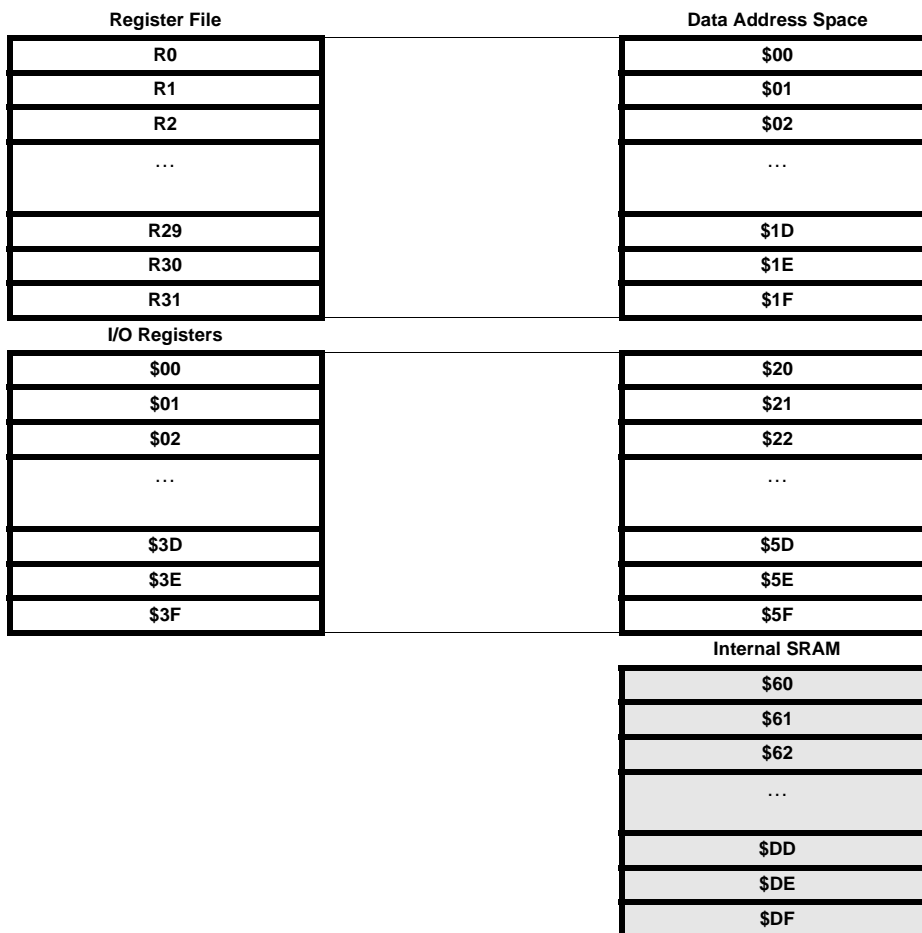 Register File Data Address Space
R0 $00
R1 $01
R2 $02
... ...
R29 $1D
R30 $1E
R31 $1F
I/O Registers
$00 $20
$01 $21
$02 $22
... ...
$3D $5D
$3E $5E
$3F $5F
Internal SRAM
$60
$61
$62
...
$DD
$DE
$DF